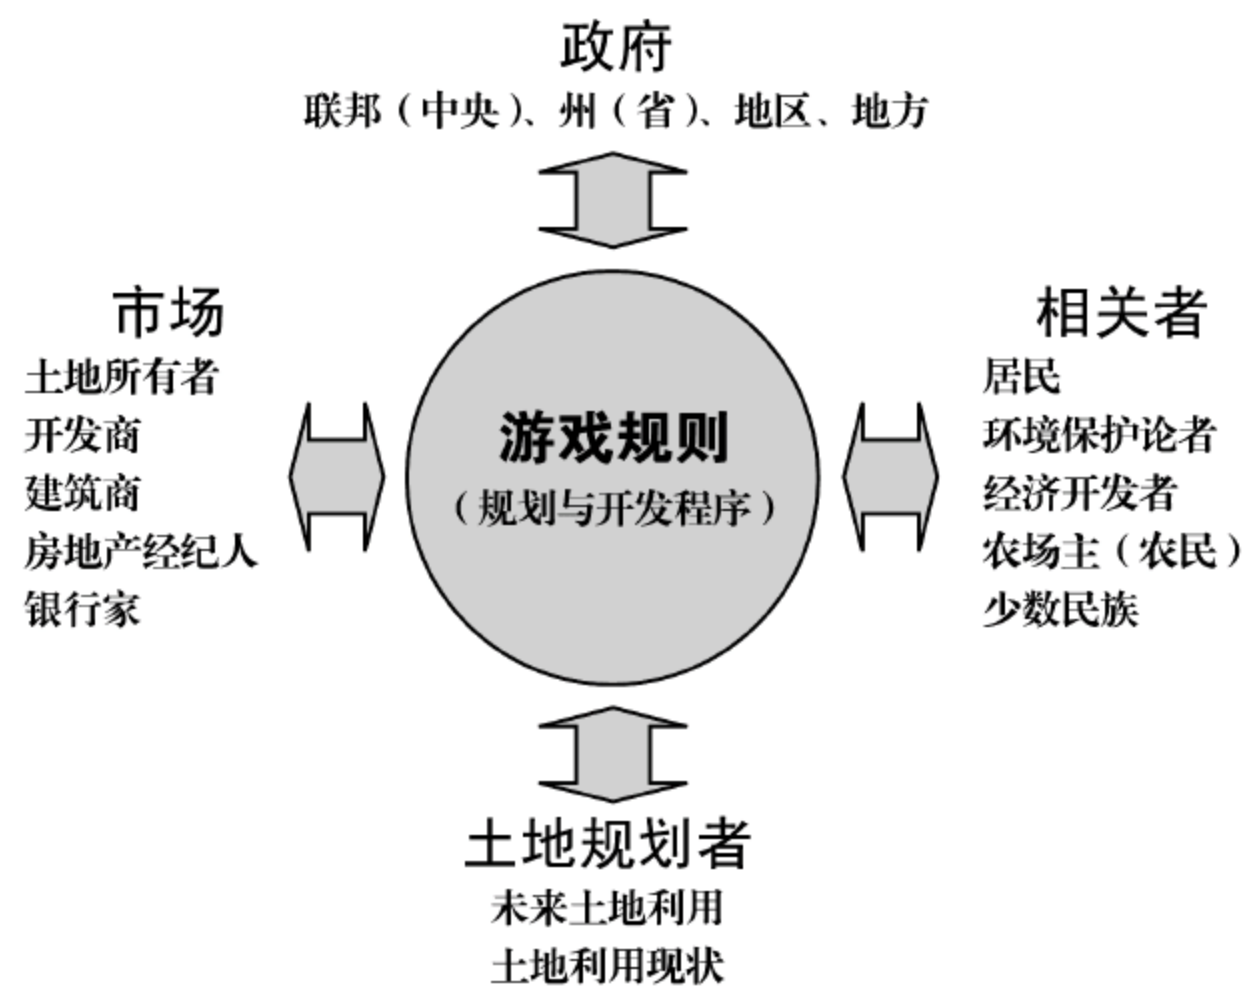 政府
联邦（中央）、州（省）、地区、地方
市场
土地所有者
开发商
建筑商
房地产经纪人
银行家
游戏规则
（规划与开发程序）
相关者
居民
环境保护论者
经济开发者
农场主（农民）
少数民族
土地规划者
未来土地利用
土地利用现状